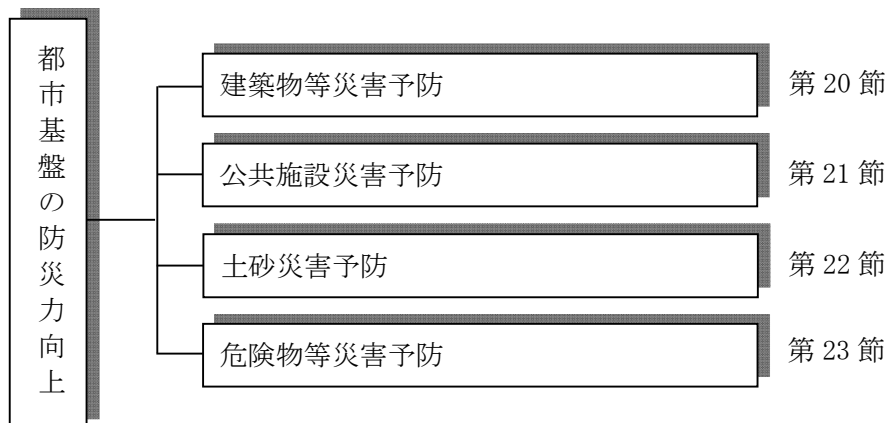 都市基盤の防災力向上
建築物等災害予防 第20節
公共施設災害予防 第21節
土砂災害予防 第22節
危険物等災害予防 第23節